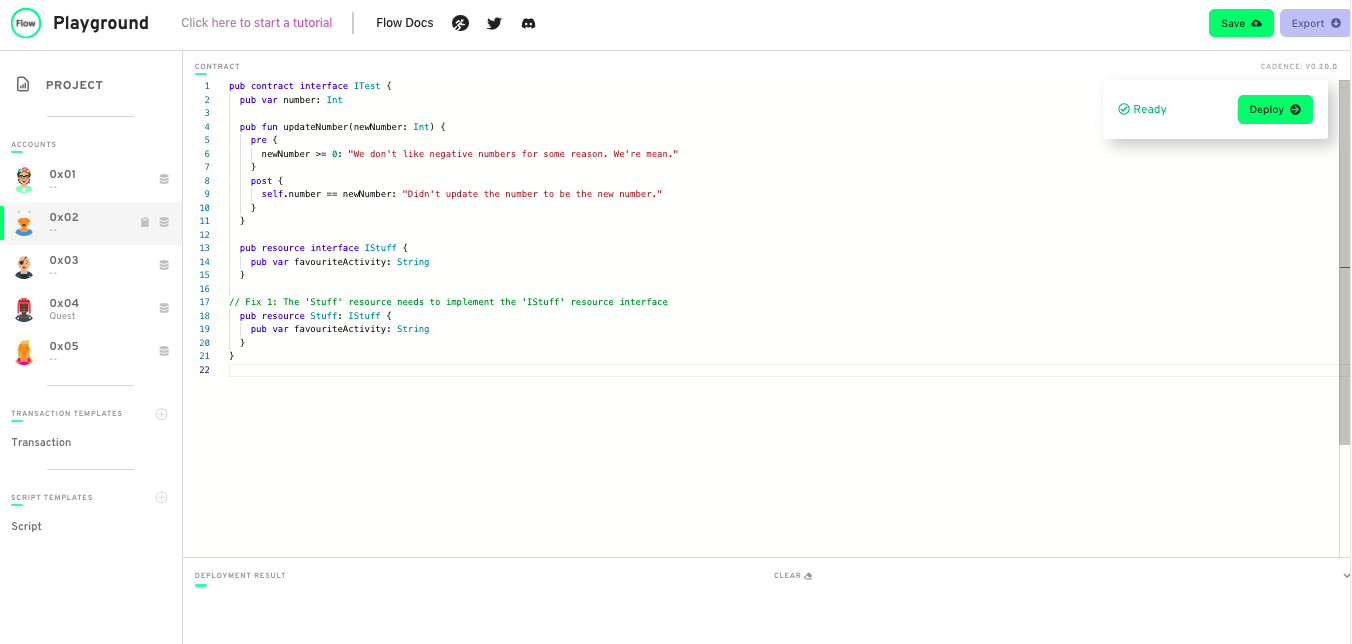 Flow Playground Click here to start a tutorial Flow Docs Save Export
PROJECT
ACCOUNTS
0x01
--
0x02
--
0x03
--
0x04
Quest
0x05
--
TRANSACTION TEMPLATES
Transaction
SCRIPT TEMPLATES
Script
CONTRACT CADENCE: V0.20.0
Ready Deploy
1 pub contract interface ITest {
2 pub var number: Int
3
4 pub fun updateNumber(newNumber: Int) {
5 pre {
6 newNumber >= 0: "We don't like negative numbers for some reason. We're mean."
7 }
8 post {
9 self.number == newNumber: "Didn't update the number to be the new number."
10 }
11 }
12
13 pub resource interface IStuff {
14 pub var favouriteActivity: String
15 }
16
17 // Fix 1: The 'Stuff' resource needs to implement the 'IStuff' resource interface
18 pub resource Stuff: IStuff {
19 pub var favouriteActivity: String
20 }
21 }
22
DEPLOYMENT RESULT CLEAR